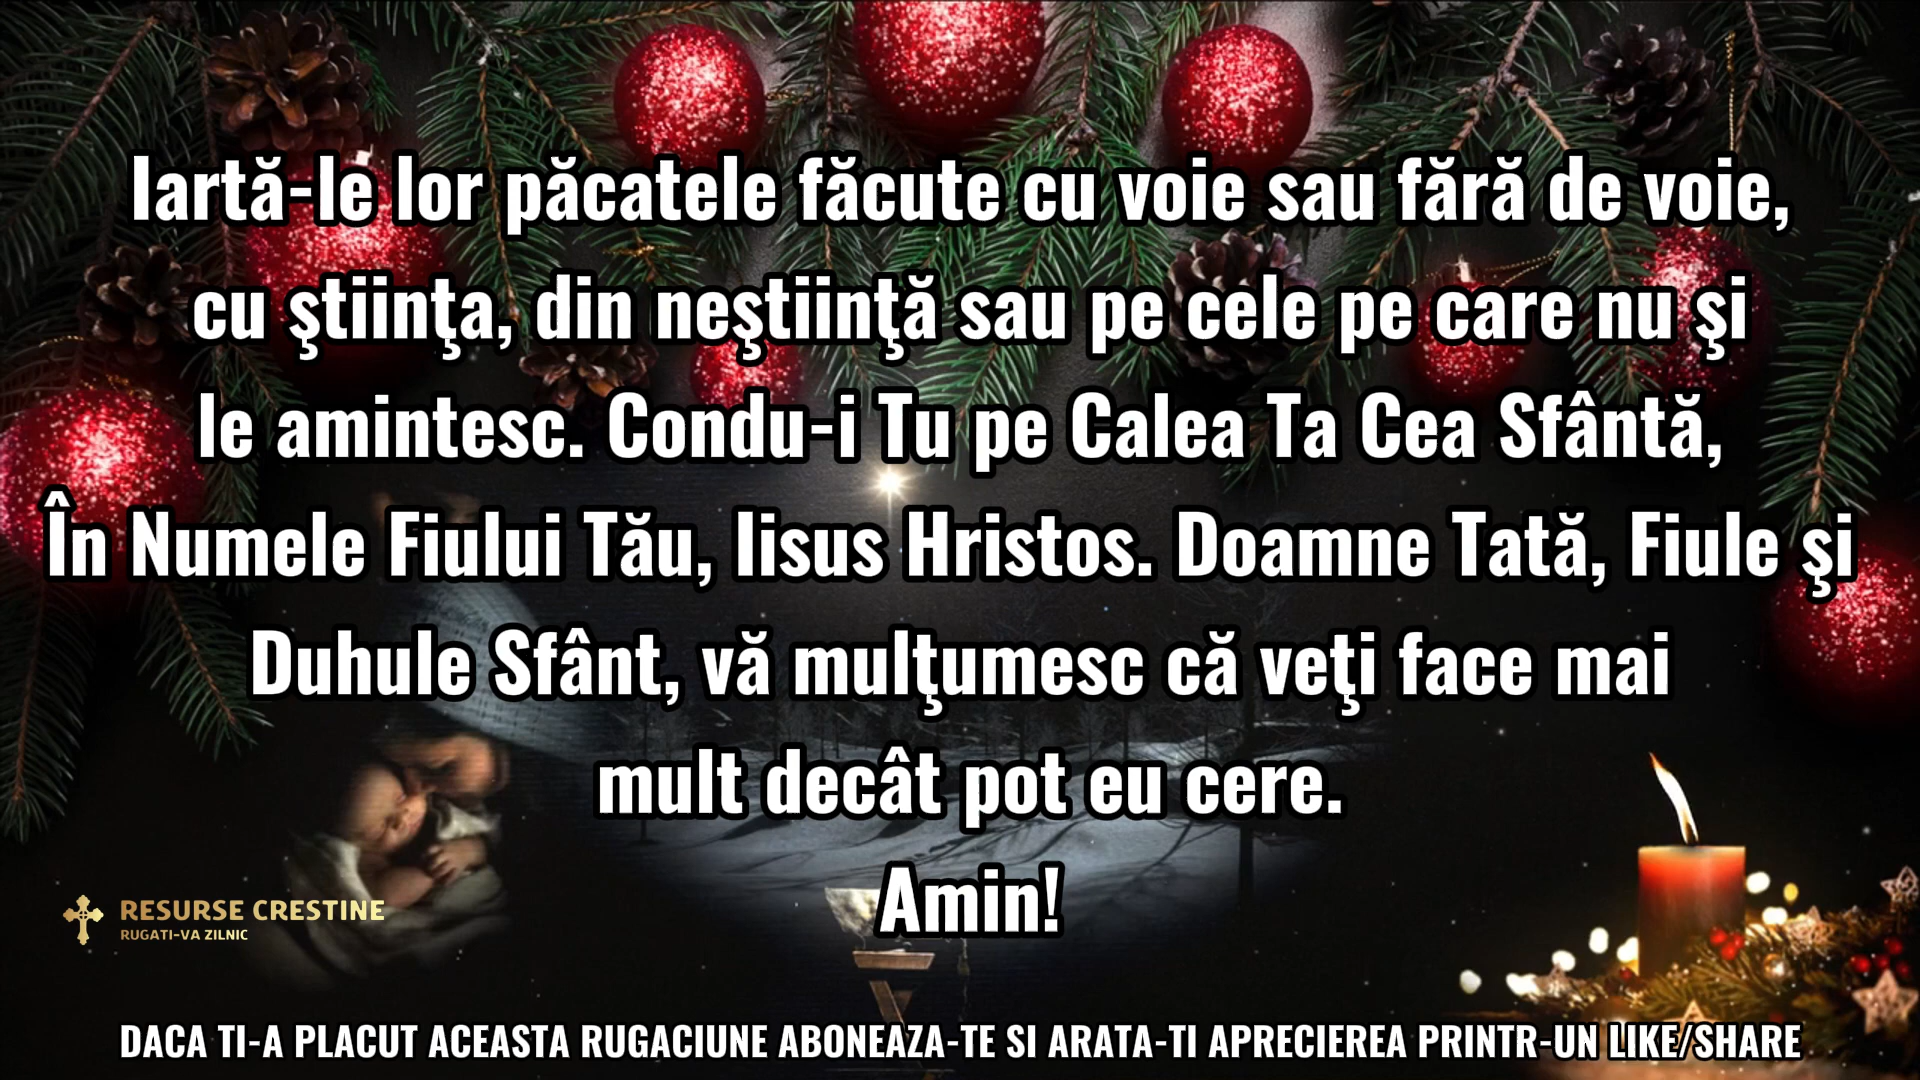 Iartă-le lor păcatele făcute cu voie sau fără de voie,
cu ştiinţa, din neştiinţă sau pe cele pe care nu şi
le amintesc. Condu-i Tu pe Calea Ta Cea Sfântă,
În Numele Fiului Tău, Iisus Hristos. Doamne Tată, Fiule şi
Duhule Sfânt, vă mulţumesc că veţi face mai
mult decât pot eu cere.
Amin!
RESURSE CRESTINE
RUGATI-VA ZILNIC
DACA TI-A PLACUT ACEASTA RUGACIUNE ABONEAZA-TE SI ARATA-TI APRECIEREA PRINTR-UN LIKE/SHARE